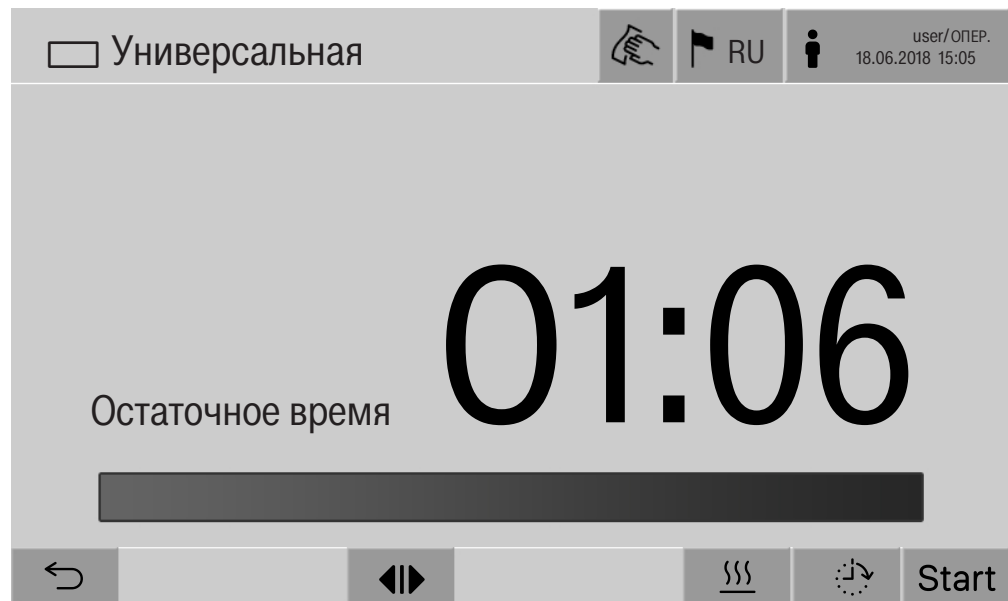 Универсальная
RU
user/ОПЕР.
18.06.2018 15:05
01:06
Остаточное время
Start